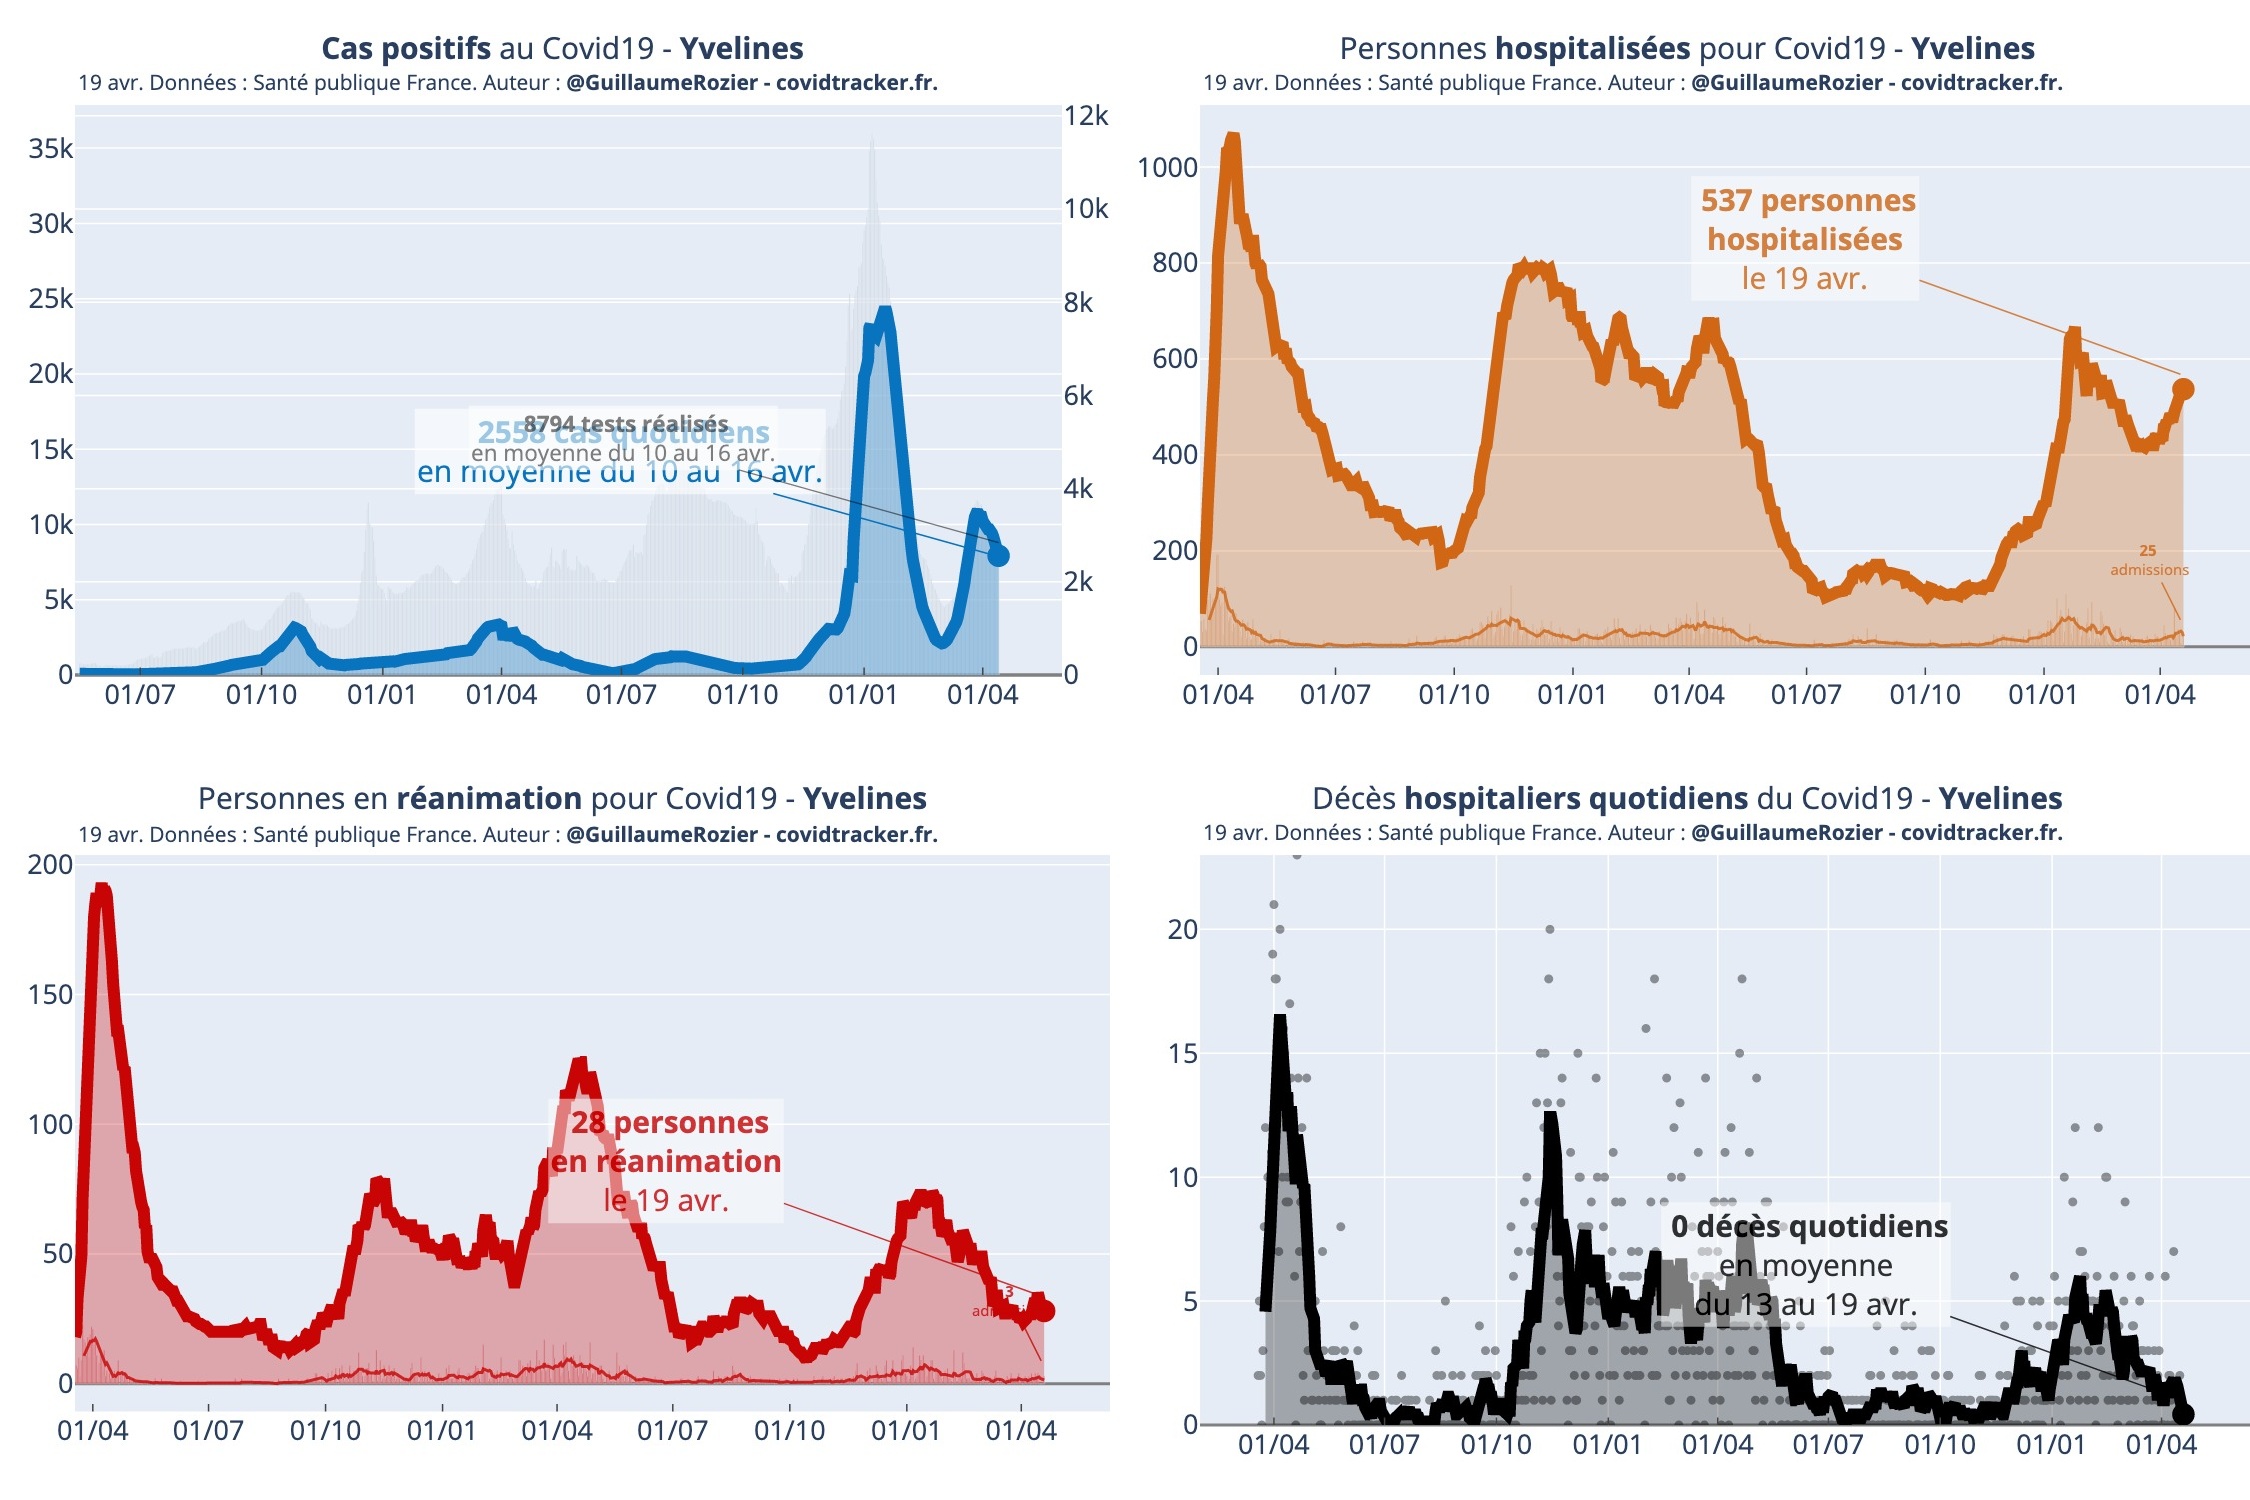 Cas positifs au Covid19 - Yvelines
19 avr. Données : Santé publique France. Auteur : @GuillaumeRozier - covidtracker.fr.
35k
30k
25k
20k
15k
10k
5k
0
12k
10k
8k
6k
4k
2k
0
8794 tests réalisés
en moyenne du 10 au 16 avr.
2558 cas quotidiens
en moyenne du 10 au 16 avr.
01/07 01/10 01/01 01/04 01/07 01/10 01/01 01/04
Personnes hospitalisées pour Covid19 - Yvelines
19 avr. Données : Santé publique France. Auteur : @GuillaumeRozier - covidtracker.fr.
1000
800
600
400
200
0
537 personnes
hospitalisées
le 19 avr.
25
admissions
01/04 01/07 01/10 01/01 01/04 01/07 01/10 01/01 01/04
Personnes en réanimation pour Covid19 - Yvelines
19 avr. Données : Santé publique France. Auteur : @GuillaumeRozier - covidtracker.fr.
200
150
100
50
0
28 personnes
en réanimation
le 19 avr.
3
01/04 01/07 01/10 01/01 01/04 01/07 01/10 01/01 01/04
Décès hospitaliers quotidiens du Covid19 - Yvelines
19 avr. Données : Santé publique France. Auteur : @GuillaumeRozier - covidtracker.fr.
20
15
10
5
0
0 décès quotidiens
en moyenne
du 13 au 19 avr.
01/04 01/07 01/10 01/01 01/04 01/07 01/10 01/01 01/04